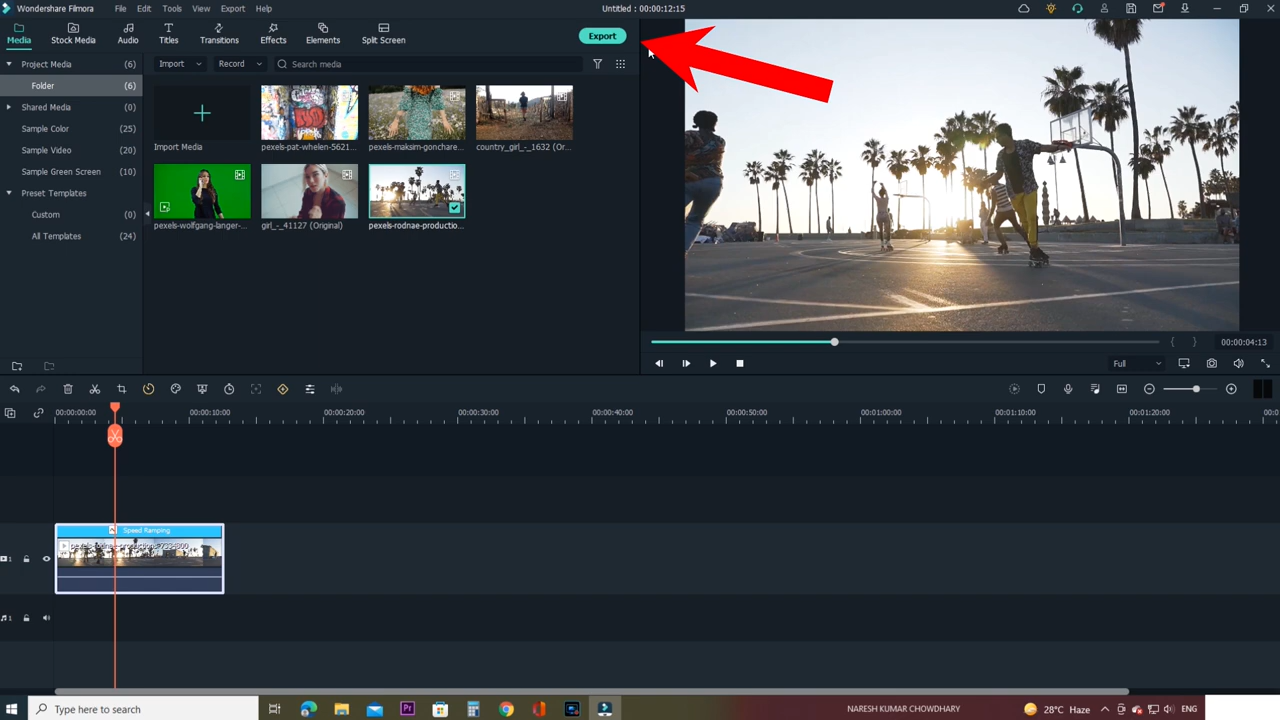 Wondershare Filmora
File
Edit
Tools
View
Export
Help
Untitled : 00:00:12:15
Media
Stock Media
Audio
Titles
Transitions
Effects
Elements
Split Screen
Export
Project Media (6)
Folder (6)
Shared Media (0)
Sample Color (25)
Sample Video (20)
Sample Green Screen (10)
Preset Templates (24)
Custom (0)
All Templates (24)
Import
Record
Search media
Import Media
pexels-pat-whelen-5621...
pexels-maksim-gonchare...
country_girl_-_1632 (Or...
pexels-wolfgang-langer-...
girl_-_41127 (Original)
pexels-rodnae-productio...
00:00:04:13
Full
00:00:00:00
00:00:10:00
00:00:20:00
00:00:30:00
00:00:40:00
00:00:50:00
00:01:00:00
00:01:10:00
00:01:20:00
Speed Ramping
1
1
Type here to search
Pr
NARESH KUMAR CHOWDHARY
28°C Haze
ENG